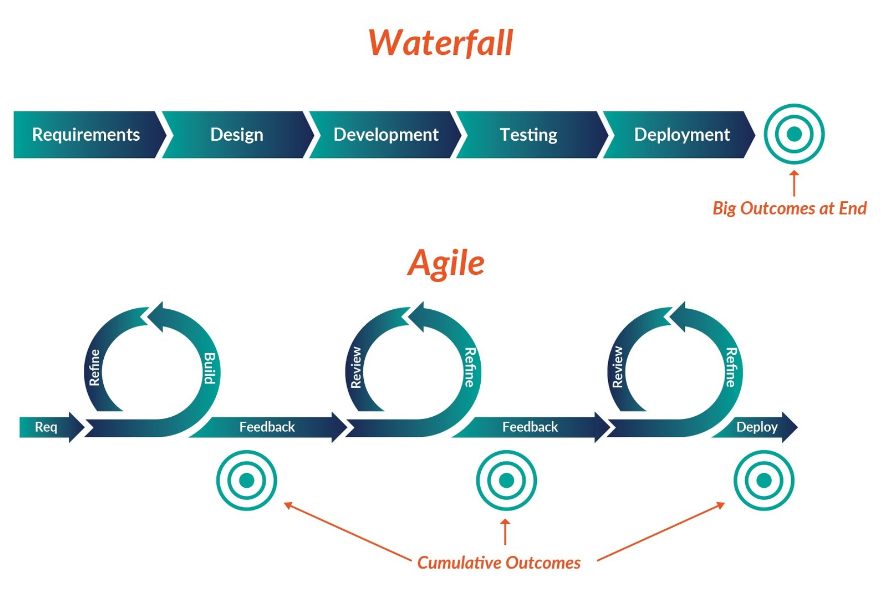 Waterfall
Requirements
Design
Development
Testing
Deployment
Big Outcomes at End
Agile
Req
Refine
Build
Feedback
Review
Refine
Feedback
Review
Refine
Deploy
Cumulative Outcomes